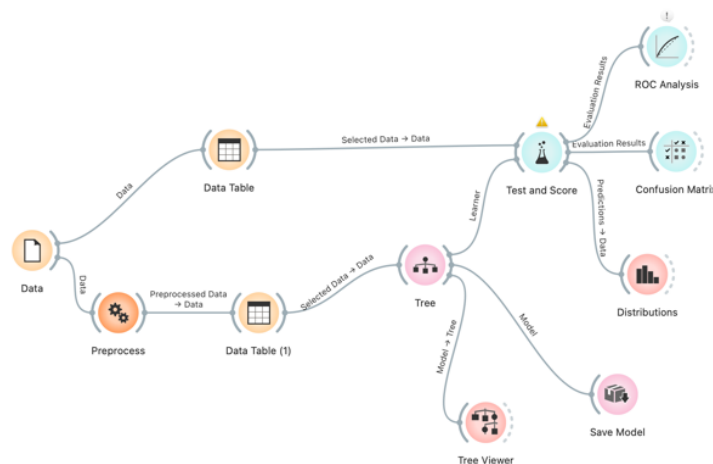 ROC Analysis
Evaluation Results
Selected Data → Data
Evaluation Results
Data Table
Test and Score
Confusion Matrix
Data
Learner
Predictions → Data
Data
Data
Preprocessed Data
→ Data
Selected Data → Data
Tree
Distributions
Preprocess
Data Table (1)
Model → Tree
Model
Save Model
Tree Viewer